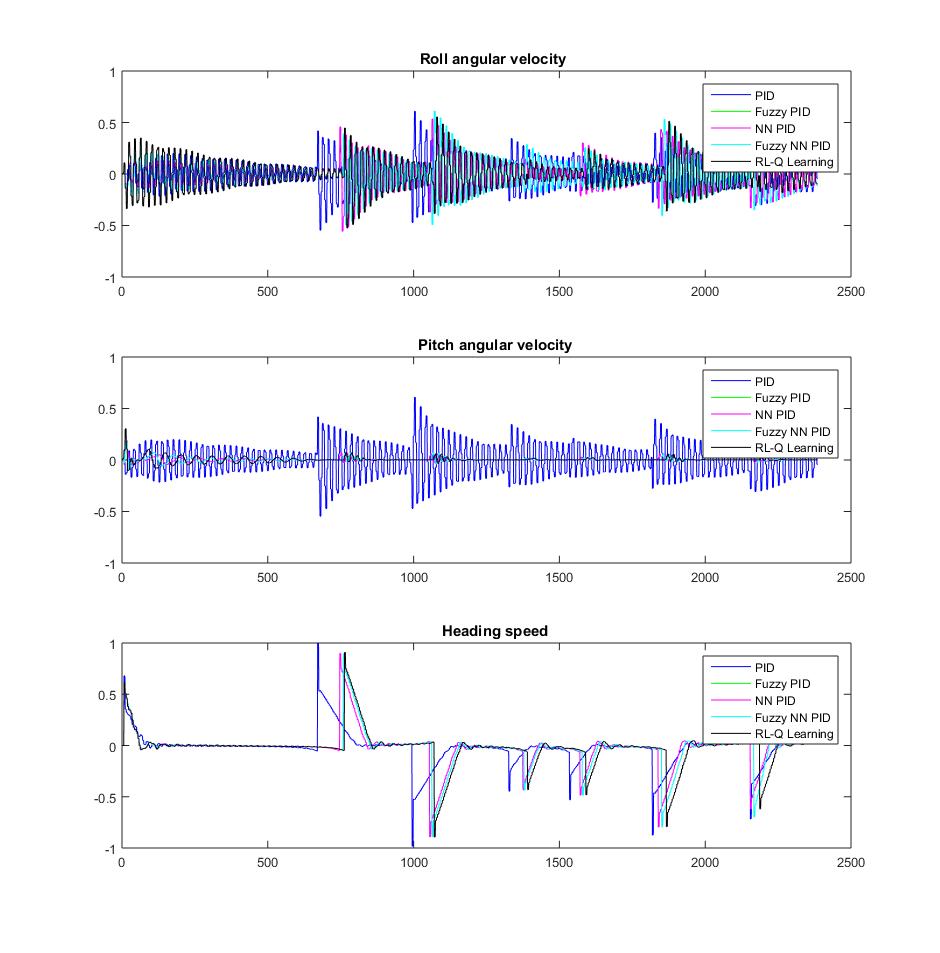 Roll angular velocity
1
0.5
0
-0.5
-1
0 500 1000 1500 2000 2500
PID
Fuzzy PID
NN PID
Fuzzy NN PID
RL-Q Learning
Pitch angular velocity
1
0.5
0
-0.5
-1
0 500 1000 1500 2000 2500
PID
Fuzzy PID
NN PID
Fuzzy NN PID
RL-Q Learning
Heading speed
1
0.5
0
-0.5
-1
0 500 1000 1500 2000 2500
PID
Fuzzy PID
NN PID
Fuzzy NN PID
RL-Q Learning